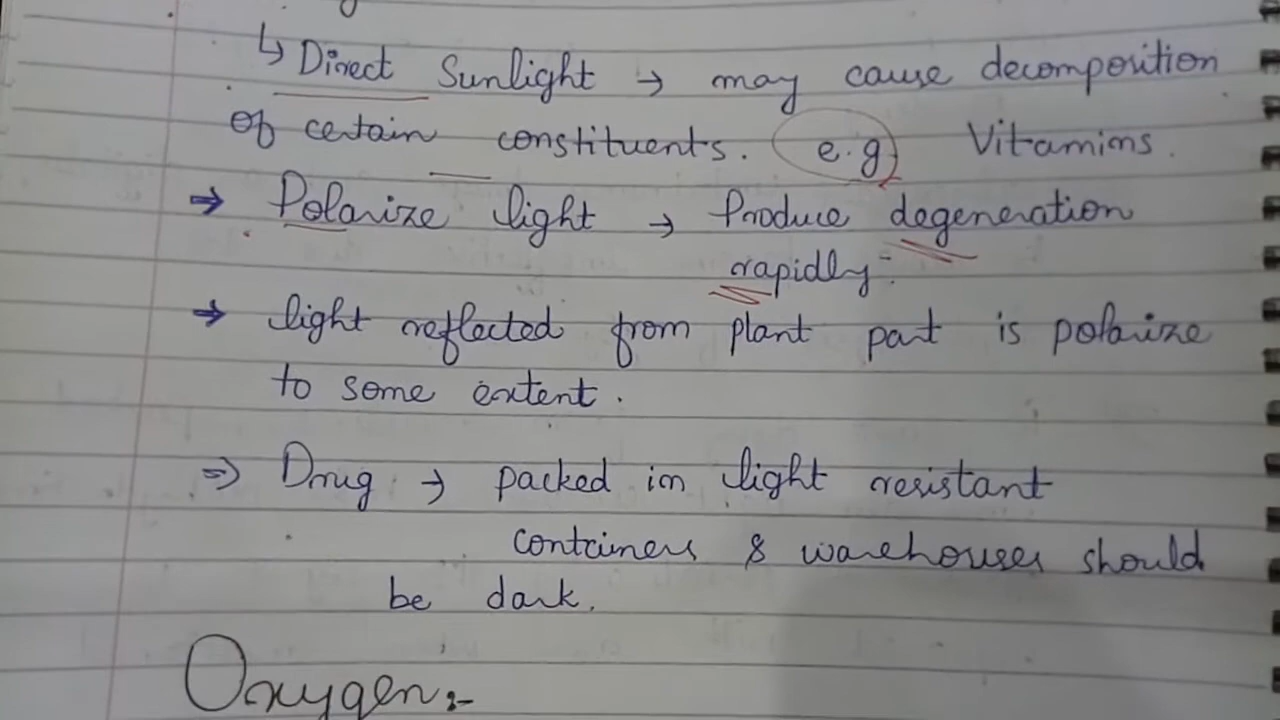 ↳ Direct Sunlight → may cause decomposition
of certain constituents. e.g Vitamins.
⇒ Polarize light → Produce degeneration
rapidly:
⇒ light reflected from plant part is polarize
to some extent.
⇒ Drug → packed in light resistant
containers & warehouses should
be dark.
Oxygen:-